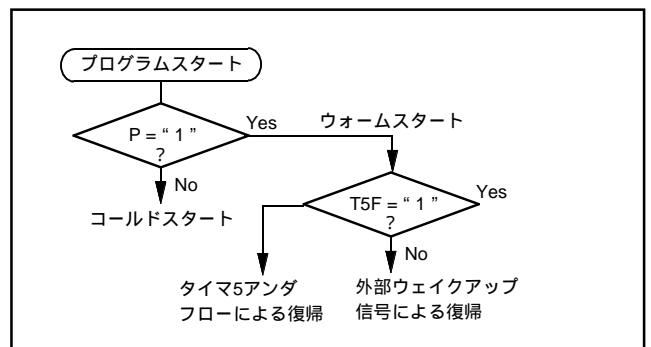 プログラムスタート
P = “ 1 ”
?
Yes
ウォームスタート
No
コールドスタート
T5F = “ 1 ”
?
Yes
No
タイマ5アンダ
フローによる復帰
外部ウェイクアップ
信号による復帰